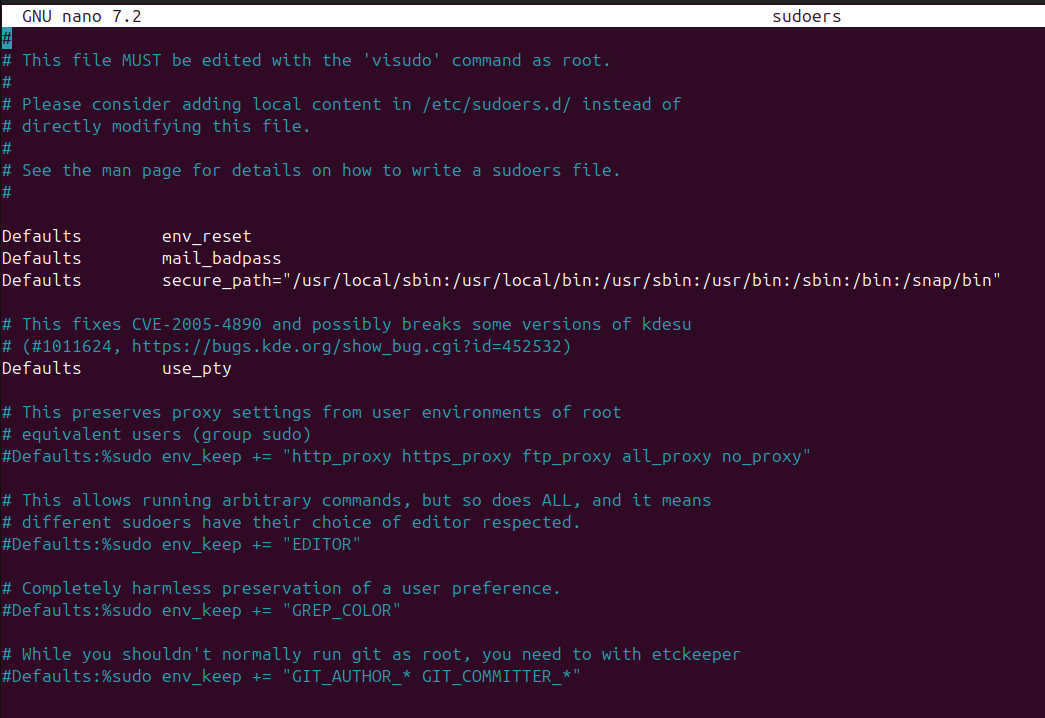 GNU nano 7.2 sudoers
#
# This file MUST be edited with the 'visudo' command as root.
#
# Please consider adding local content in /etc/sudoers.d/ instead of
# directly modifying this file.
#
# See the man page for details on how to write a sudoers file.
#
Defaults        env_reset
Defaults        mail_badpass
Defaults        secure_path="/usr/local/sbin:/usr/local/bin:/usr/sbin:/usr/bin:/sbin:/bin:/snap/bin"
# This fixes CVE-2005-4890 and possibly breaks some versions of kdesu
# (#1011624, https://bugs.kde.org/show_bug.cgi?id=452532)
Defaults        use_pty
# This preserves proxy settings from user environments of root
# equivalent users (group sudo)
#Defaults:%sudo env_keep += "http_proxy https_proxy ftp_proxy all_proxy no_proxy"
# This allows running arbitrary commands, but so does ALL, and it means
# different sudoers have their choice of editor respected.
#Defaults:%sudo env_keep += "EDITOR"
# Completely harmless preservation of a user preference.
#Defaults:%sudo env_keep += "GREP_COLOR"
# While you shouldn't normally run git as root, you need to with etckeeper
#Defaults:%sudo env_keep += "GIT_AUTHOR_* GIT_COMMITTER_*"